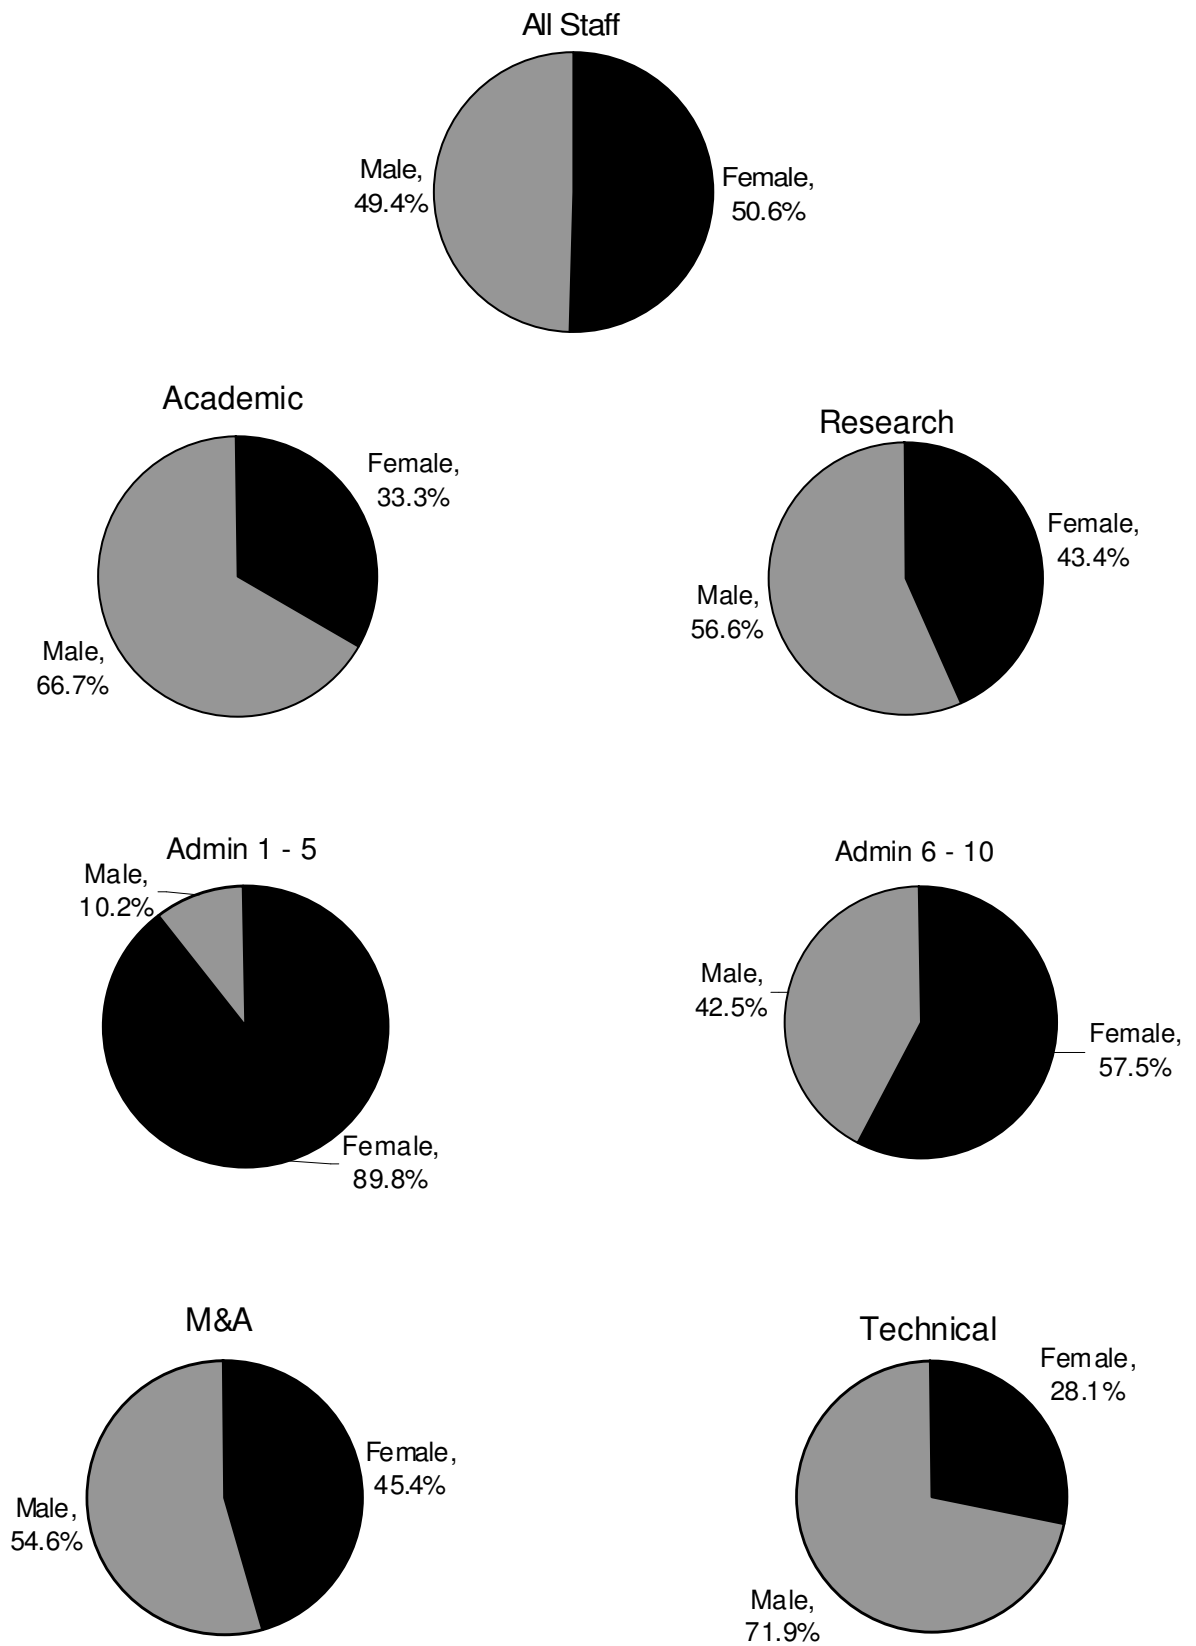 All Staff
Male,
49.4%
Female,
50.6%
Academic
Female,
33.3%
Male,
66.7%
Research
Female,
43.4%
Male,
56.6%
Admin 1 - 5
Male,
10.2%
Female,
89.8%
Admin 6 - 10
Male,
42.5%
Female,
57.5%
M&A
Female,
45.4%
Male,
54.6%
Technical
Female,
28.1%
Male,
71.9%